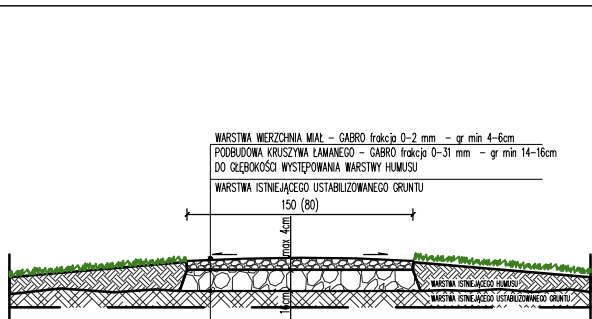 WARSTWA WIERZCHNIA MIAŁ – GABRO frakcja 0-2 mm – gr min 4-6cm
PODBUDOWA KRUSZYWA ŁAMANEGO – GABRO frakcja 0-31 mm – gr min 14-16cm
DO GŁĘBOKOŚCI WYSTĘPOWANIA WARSTWY HUMUSU
WARSTWA ISTNIEJĄCEGO USTABILIZOWANEGO GRUNTU
150 (80)
max 4cm
16cm
WARSTWA ISTNIEJĄCEGO HUMUSU
WARSTWA ISTNIEJĄCEGO USTABILIZOWANEGO GRUNTU